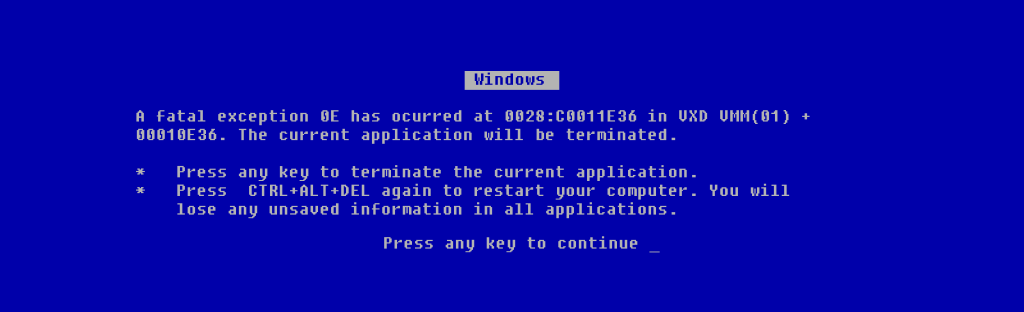 Windows
A fatal exception 0E has ocurred at 0028:C0011E36 in VXD VMM(01) +
00010E36. The current application will be terminated.
* Press any key to terminate the current application.
* Press CTRL+ALT+DEL again to restart your computer. You will
lose any unsaved information in all applications.
Press any key to continue _